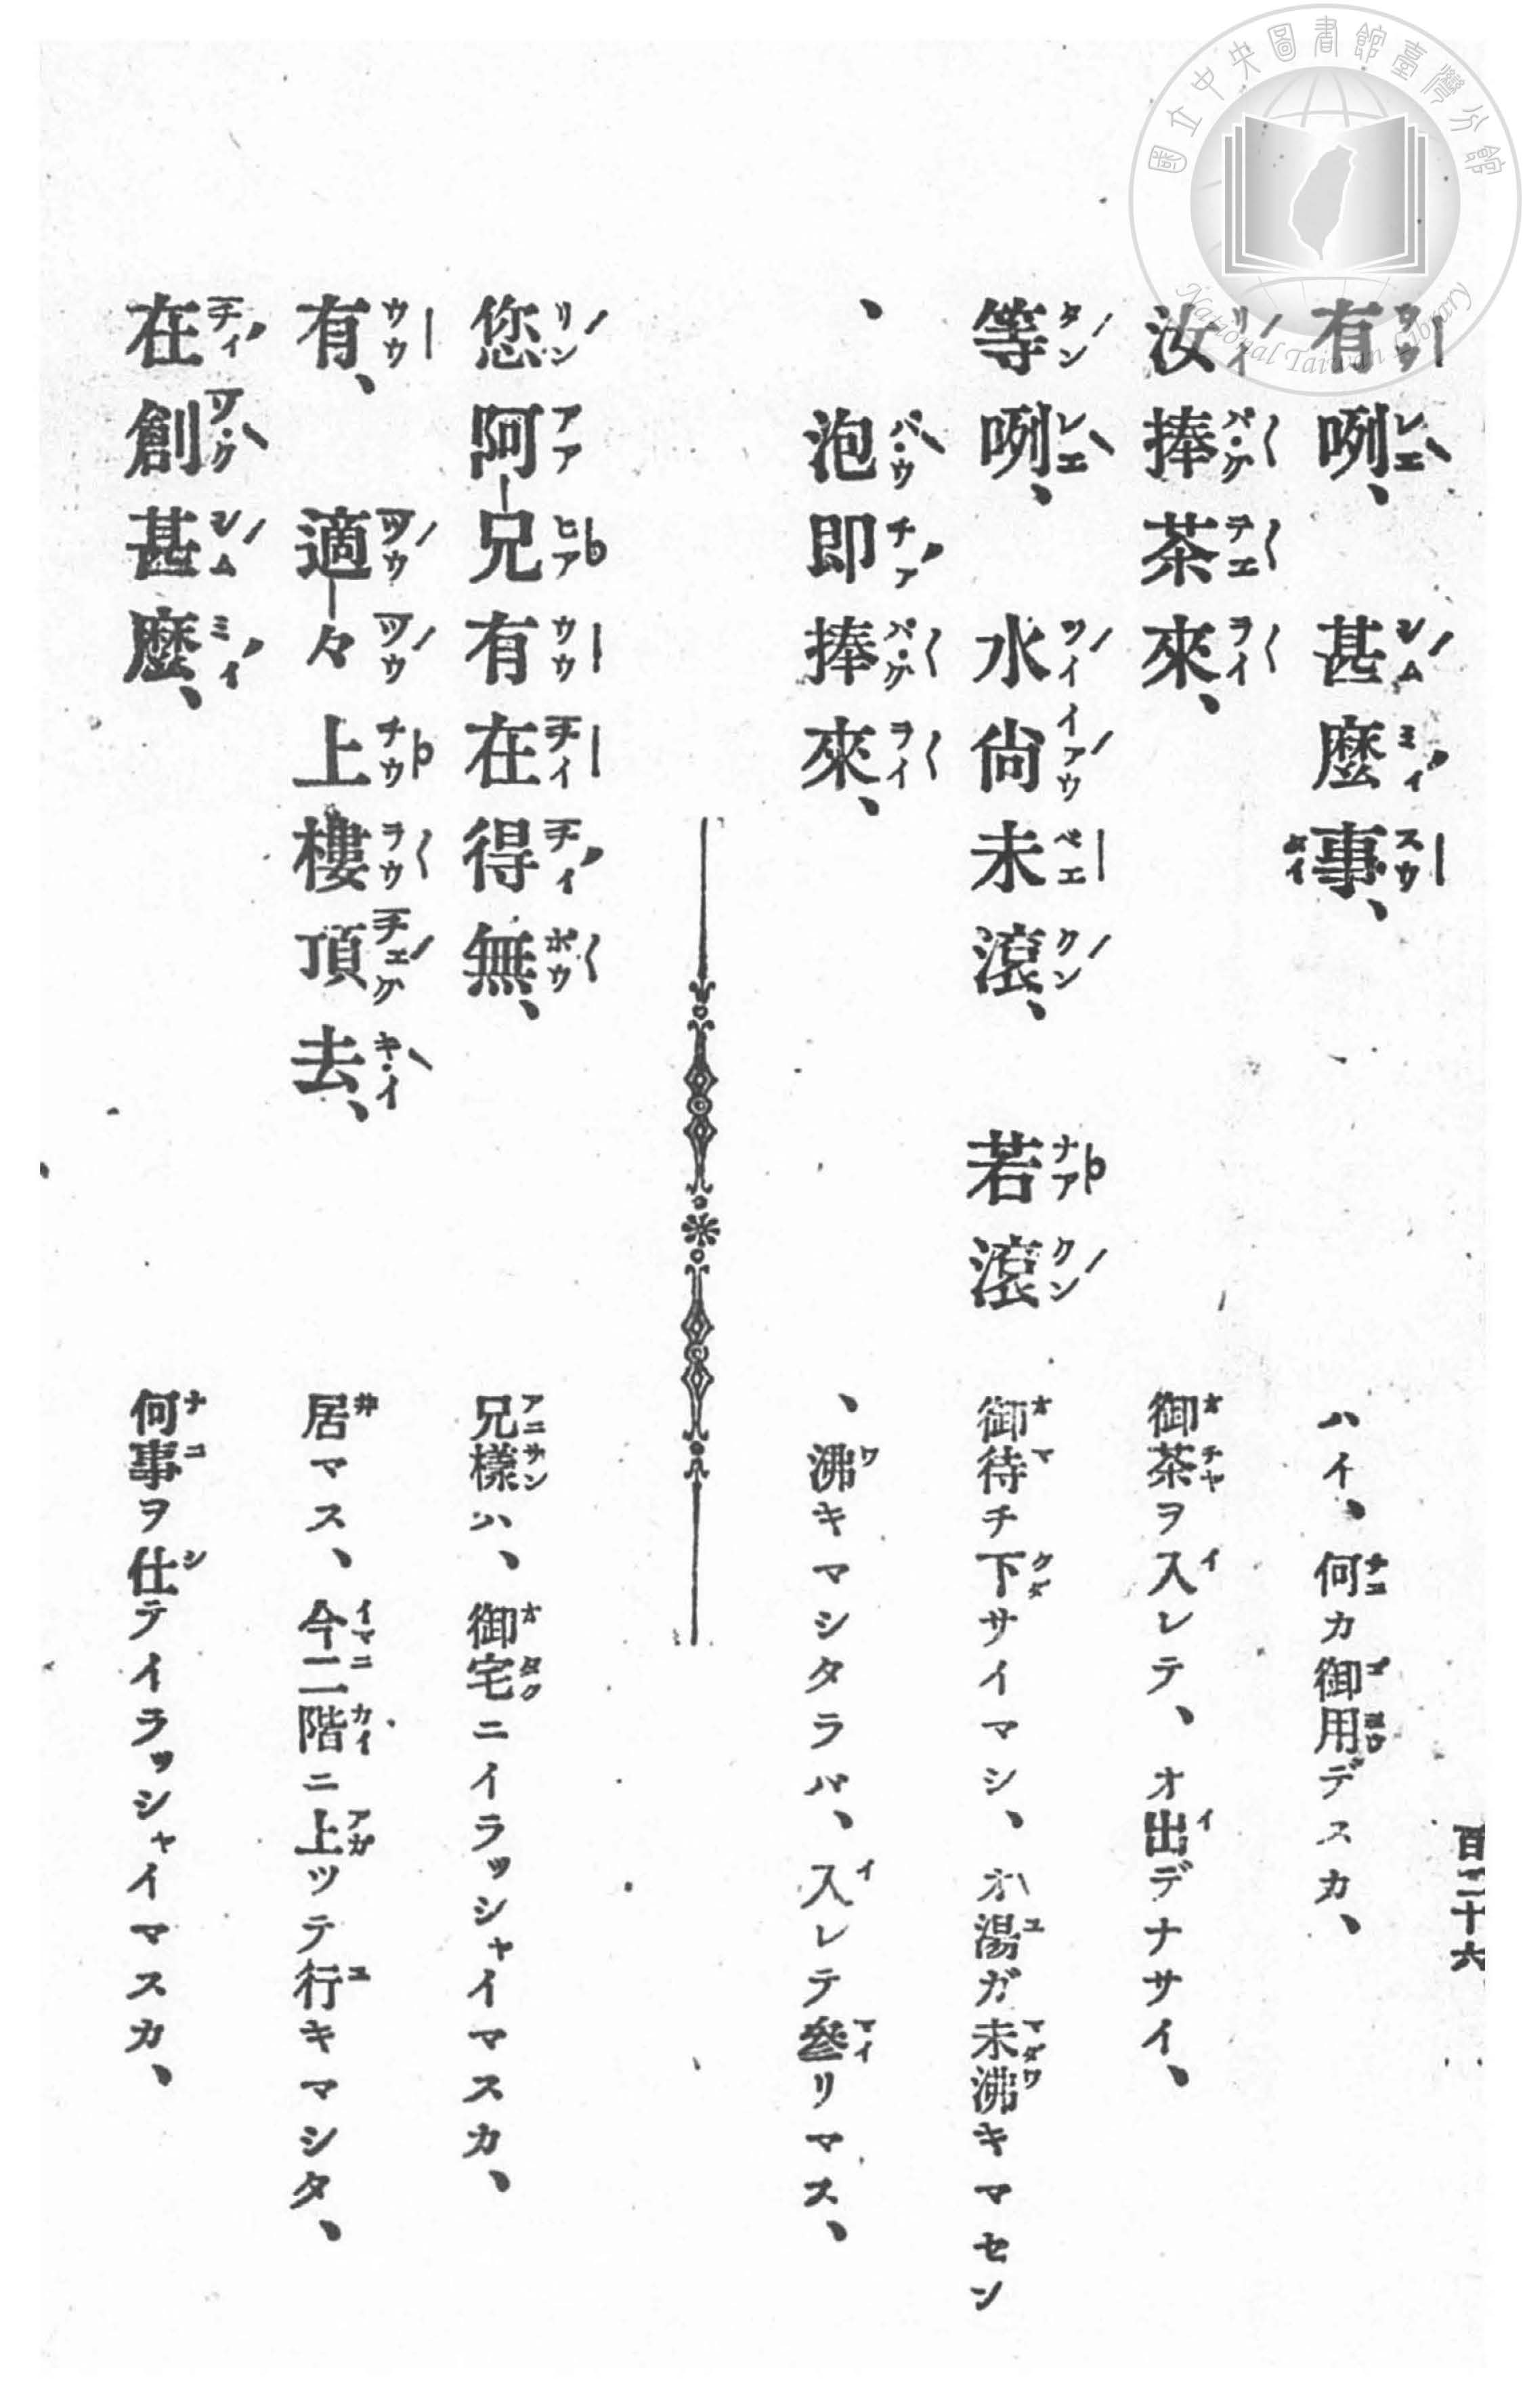 國立中央圖書館臺灣分館
National Taiwan Library
百二十六
有咧、甚麼事、
ハイ、何カ御用デスカ、
汝捧茶來、
御茶ヲ入レテ、オ出デナサイ、
等咧、水尙未滾、若滾
御待チ下サイマシ、オ湯ガ未沸キマセン
、泡卽捧來、
、沸キマシタラバ、入レテ參リマス、
您阿兄有在得無、
兄樣ハ、御宅ニイラッシャイマスカ、
有、適々上樓頂去、
居マス、今二階ニ上ツテ行キマシタ、
在創甚麼、
何事ヲ仕テイラッシャイマスカ、